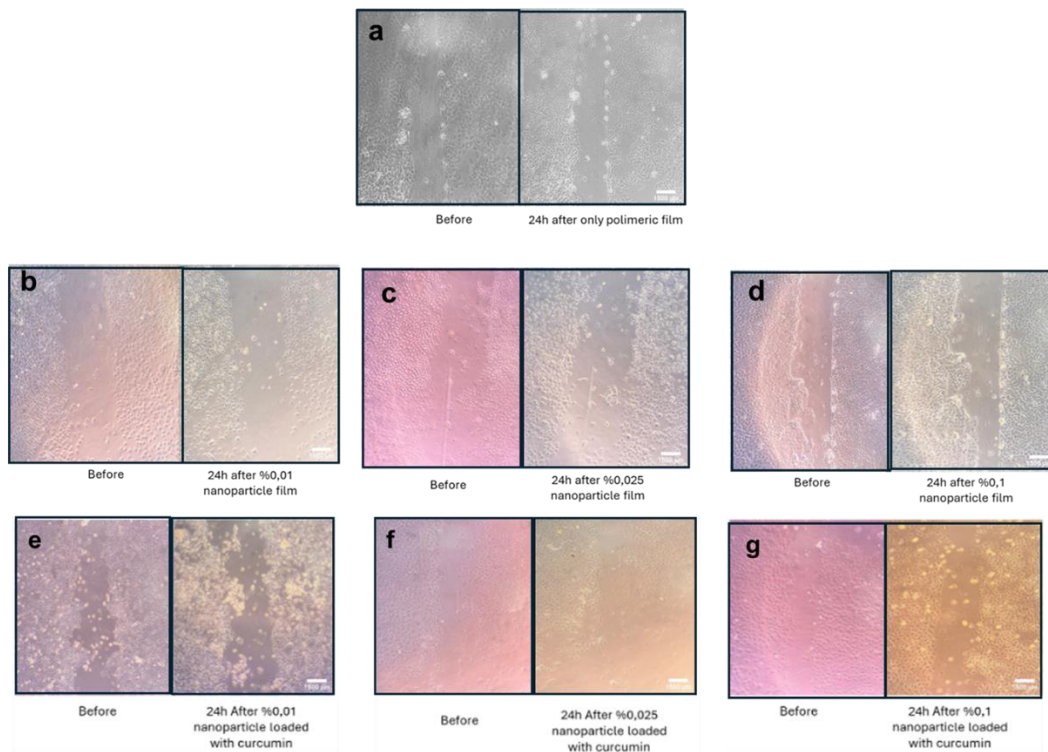 a
Before
24h after only polimeric film
b
c
d
Before
24h after %0,01
nanoparticle film
Before
24h after %0,025
nanoparticle film
Before
24h after %0,1
nanoparticle film
e
f
g
Before
24h After %0,01
nanoparticle loaded
with curcumin
Before
24h After %0,025
nanoparticle loaded
with curcumin
Before
24h After %0,1
nanoparticle loaded
with curcumin